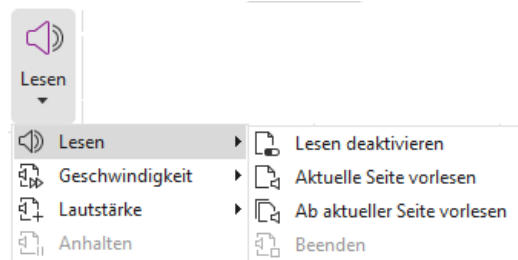 Lesen
Lesen
Geschwindigkeit
Lautstärke
Anhalten
Lesen deaktivieren
Aktuelle Seite vorlesen
Ab aktueller Seite vorlesen
Beenden